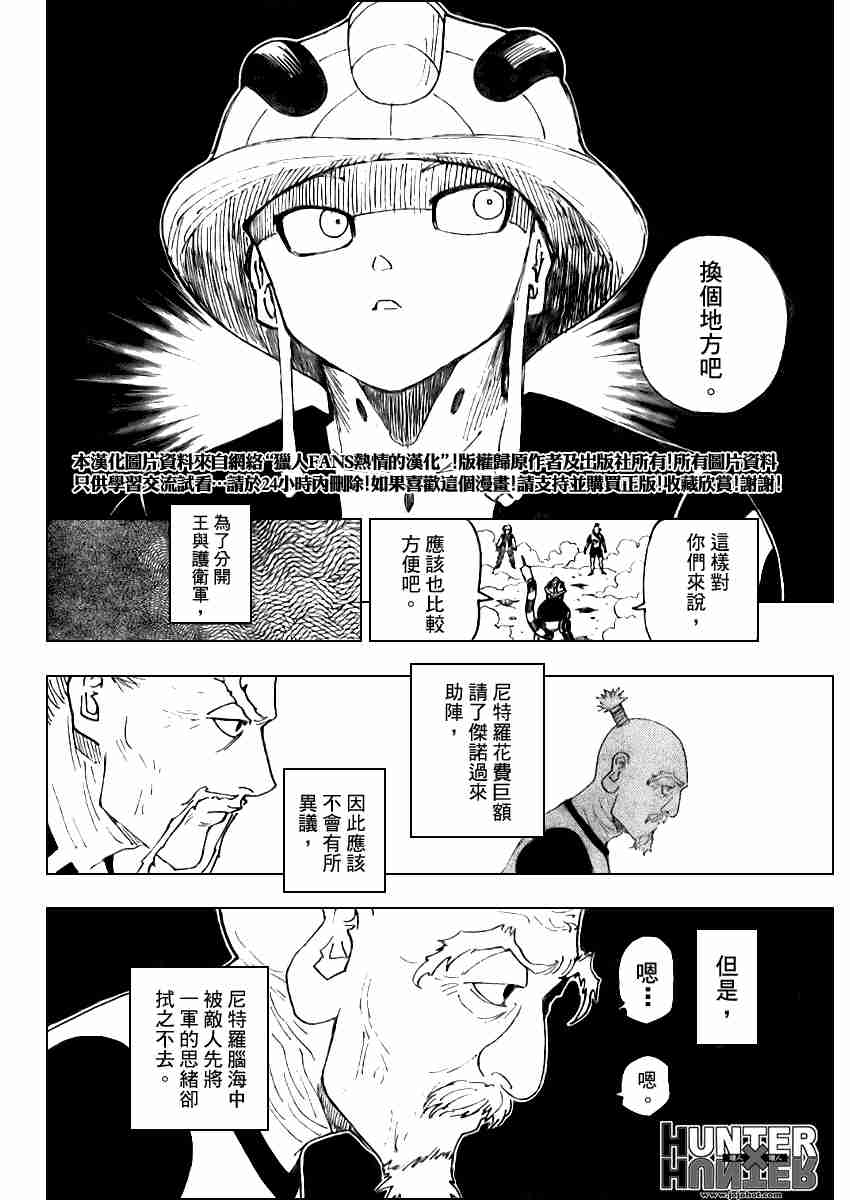 換個地方吧。
本漢化圖片資料來自網絡“獵人FANS熱情的漢化”!版權歸原作者及出版社所有!所有圖片資料
只供學習交流試看‥請於24小時內刪除!如果喜歡這個漫畫!請支持並購買正版!收藏欣賞!謝謝!
這樣對
你們來說，
應該也比較
方便吧。
為了分開
王與護衛軍，
尼特羅花費巨額
請了傑諾過來
助陣，
因此應該
不會有所
異議，
但是，
嗯…
嗯。
尼特羅腦海中
被敵人先將
一軍的思緒卻
拭之不去。
HUNTER
獵人 X 獵人
HUNTER